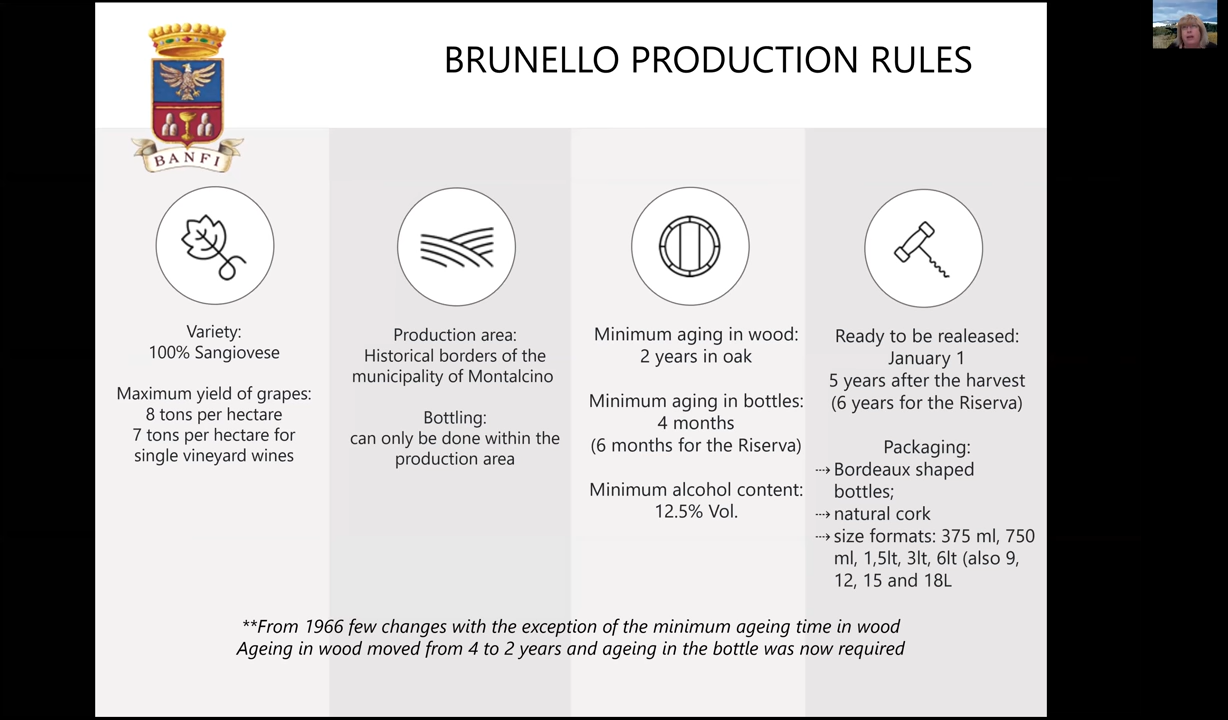 BRUNELLO PRODUCTION RULES
BANFI
Variety:
100% Sangiovese
Maximum yield of grapes:
8 tons per hectare
7 tons per hectare for
single vineyard wines
Production area:
Historical borders of the
municipality of Montalcino
Bottling:
can only be done within the
production area
Minimum aging in wood:
2 years in oak
Minimum aging in bottles:
4 months
(6 months for the Riserva)
Minimum alcohol content:
12.5% Vol.
Ready to be realeased:
January 1
5 years after the harvest
(6 years for the Riserva)
Packaging:
⇢ Bordeaux shaped
bottles;
⇢ natural cork
⇢ size formats: 375 ml, 750
ml, 1,5lt, 3lt, 6lt (also 9,
12, 15 and 18L
**From 1966 few changes with the exception of the minimum ageing time in wood
Ageing in wood moved from 4 to 2 years and ageing in the bottle was now required